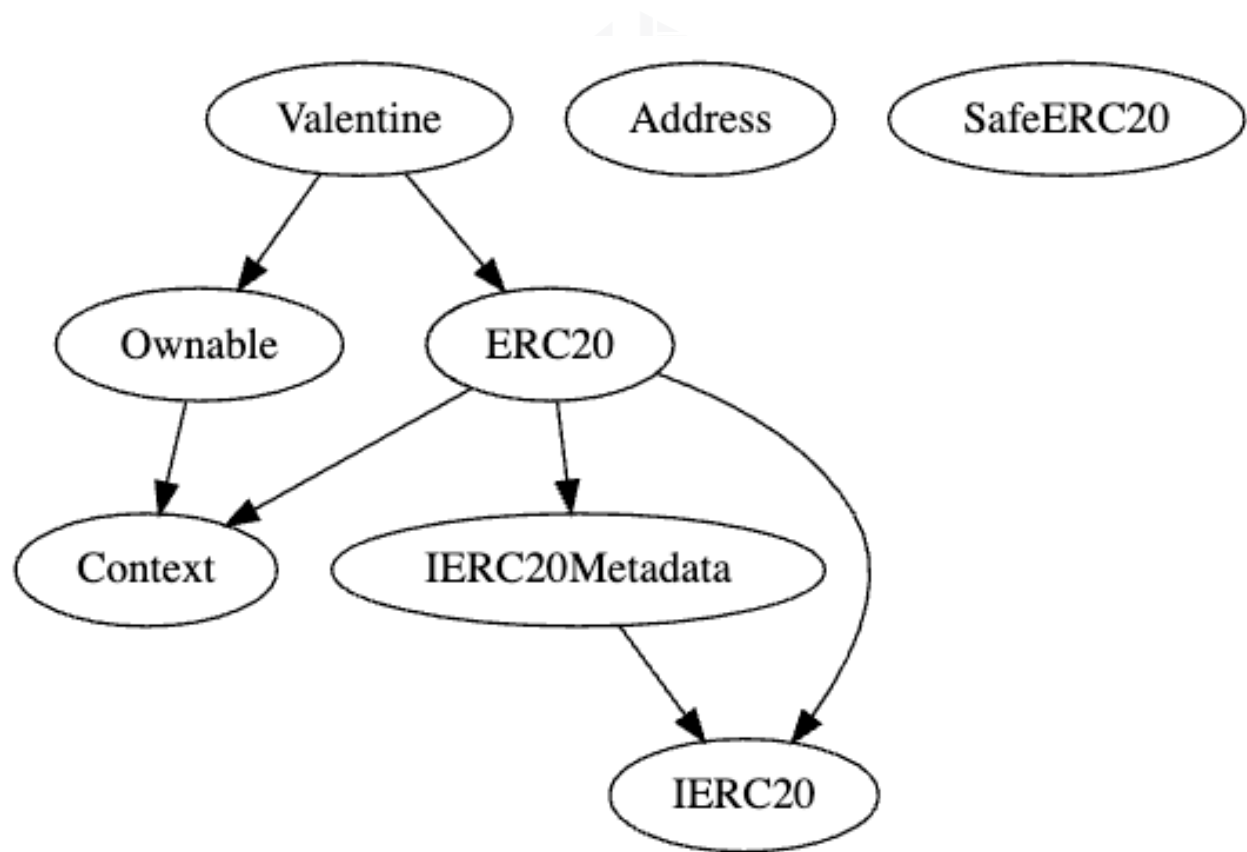 Valentine
Address
SafeERC20
Ownable
ERC20
Context
IERC20Metadata
IERC20